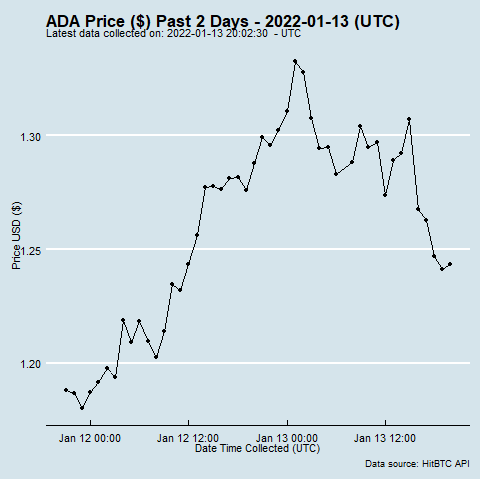 ADA Price ($) Past 2 Days - 2022-01-13 (UTC)
Latest data collected on: 2022-01-13 20:02:30  - UTC
1.30
1.25
1.20
Price USD ($)
Jan 12 00:00 Jan 12 12:00 Jan 13 00:00 Jan 13 12:00
Date Time Collected (UTC)
Data source: HitBTC API